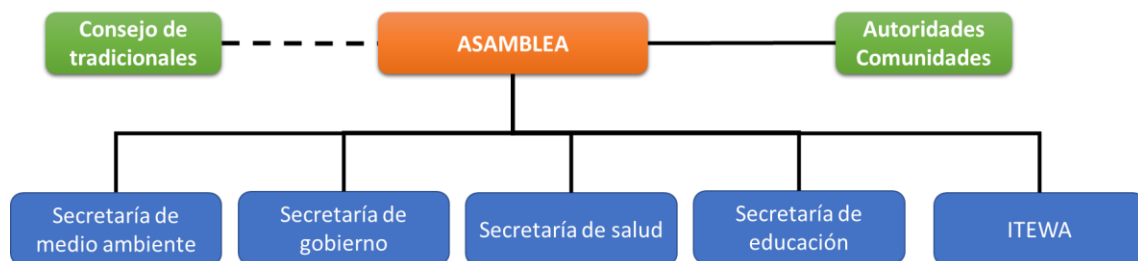 Consejo de
tradicionales
ASAMBLEA
Autoridades
Comunidades
Secretaría de
medio ambiente
Secretaría de
gobierno
Secretaría de salud
Secretaría de
educación
ITEWA